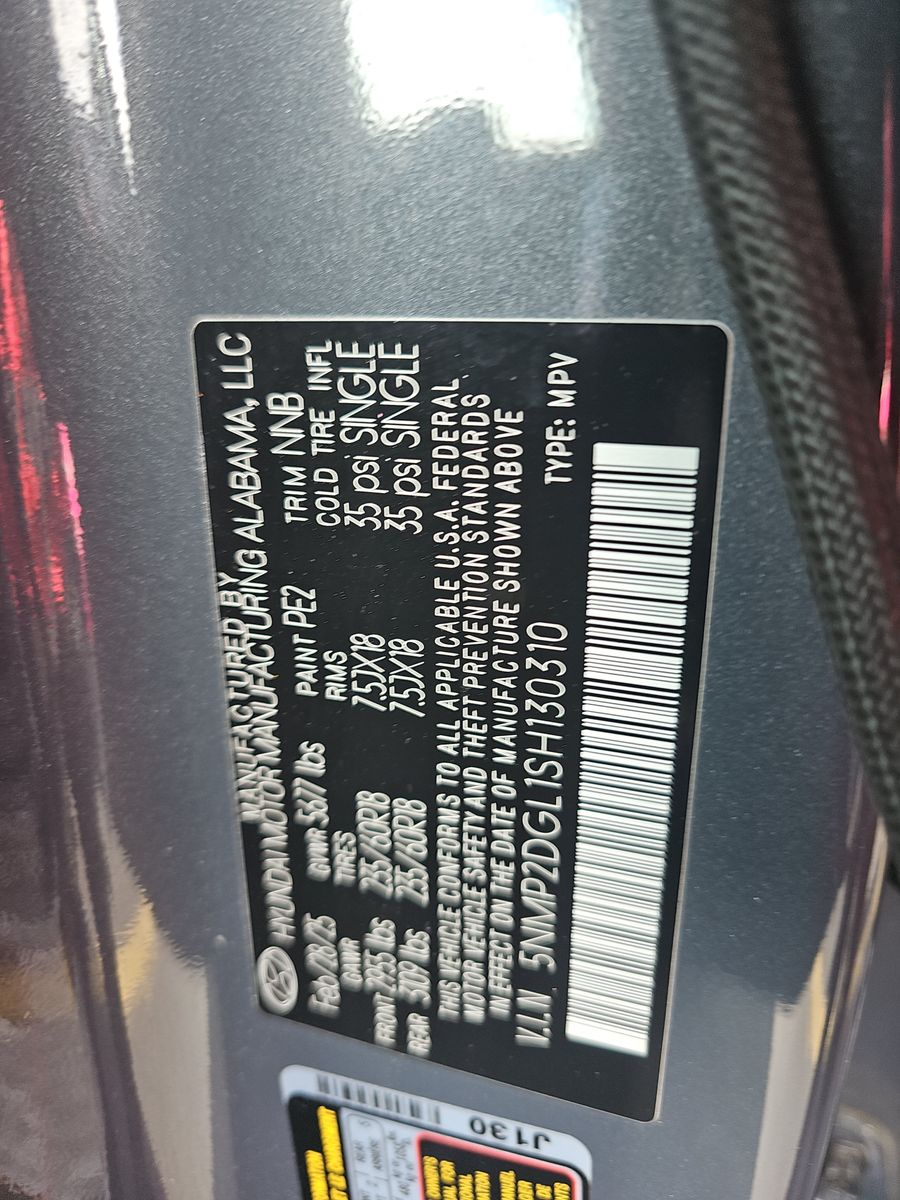 MANUFACTURED BY
HYUNDAI MOTOR MANUFACTURING ALABAMA, LLC
Feb/28/25 GVWR 5677 lbs PAINT PE2 TRIM NNB
GAWR TIRES RIMS COLD TIRE INFL
FRONT 2955 lbs 235/60R18 7.5JX18 35 psi SINGLE
REAR 3109 lbs 235/60R18 7.5JX18 35 psi SINGLE
THIS VEHICLE CONFORMS TO ALL APPLICABLE U.S.A. FEDERAL
MOTOR VEHICLE SAFETY AND THEFT PREVENTION STANDARDS
IN EFFECT ON THE DATE OF MANUFACTURE SHOWN ABOVE
V.I.N 5NMP2DGL1SH130310 TYPE: MPV
J130